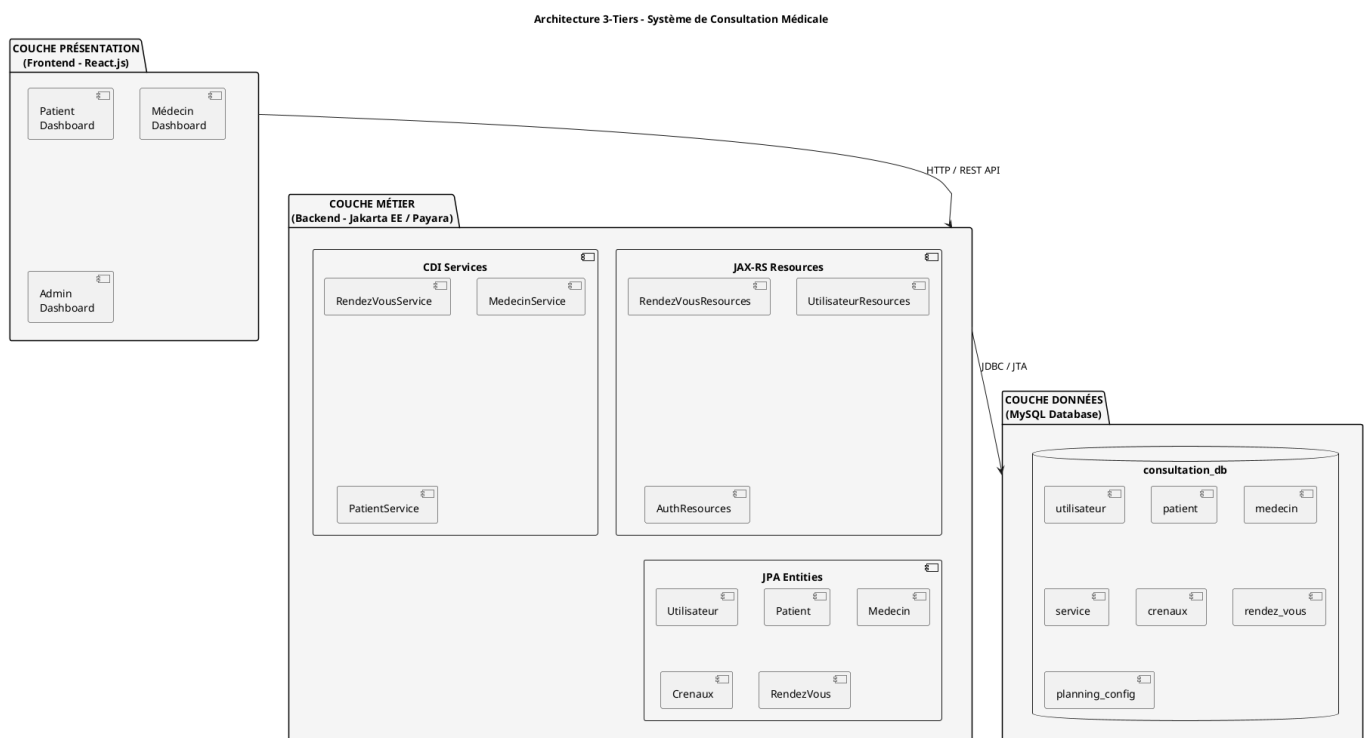 Architecture 3-Tiers - Système de Consultation Médicale
COUCHE PRÉSENTATION
(Frontend - React.js)
Patient
Dashboard
Médecin
Dashboard
Admin
Dashboard
HTTP / REST API
COUCHE MÉTIER
(Backend - Jakarta EE / Payara)
CDI Services
RendezVousService
MedecinService
PatientService
JAX-RS Resources
RendezVousResources
UtilisateurResources
AuthResources
JPA Entities
Utilisateur
Patient
Medecin
Crenaux
RendezVous
JDBC / JTA
COUCHE DONNÉES
(MySQL Database)
consultation_db
utilisateur
patient
medecin
service
crenaux
rendez_vous
planning_config